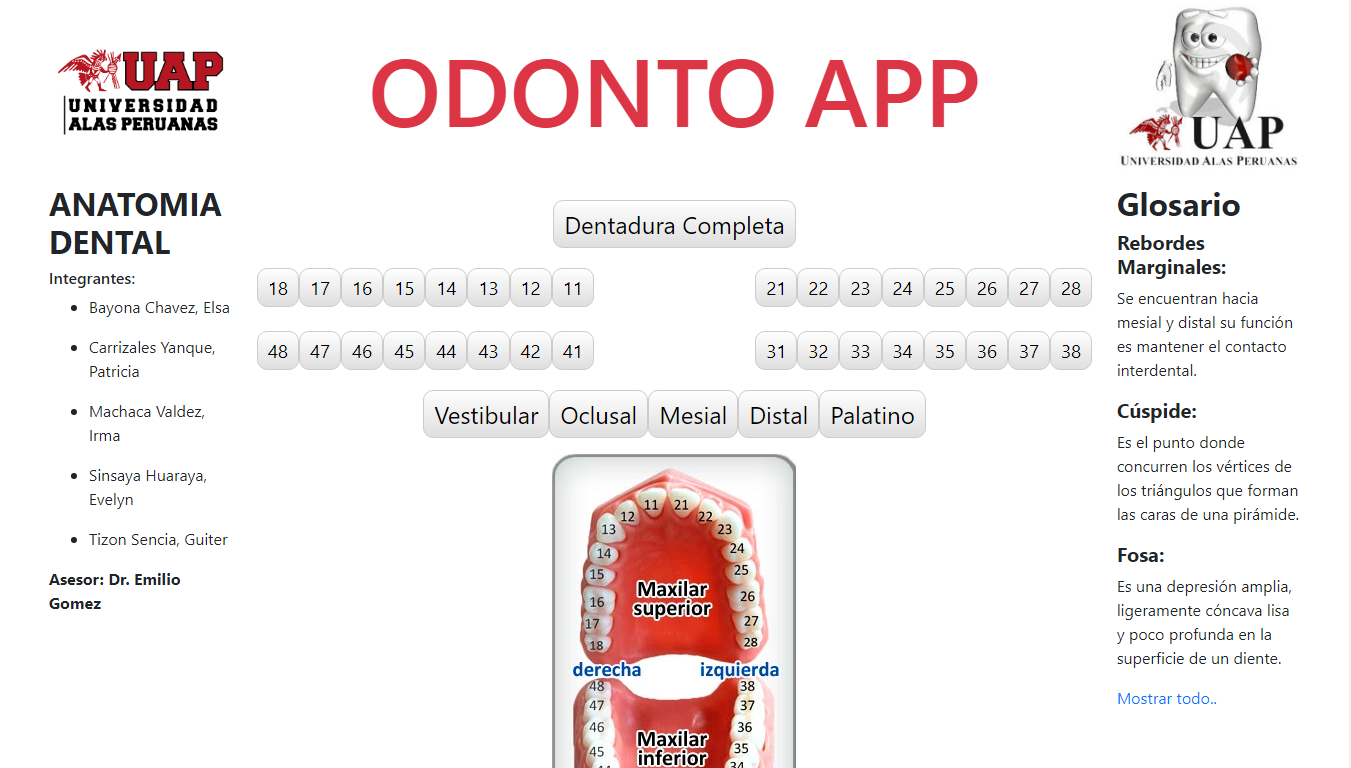 UAP
UNIVERSIDAD
ALAS PERUANAS
ODONTO APP
UAP
UNIVERSIDAD ALAS PERUANAS
ANATOMIA
DENTAL
Integrantes:
Bayona Chavez, Elsa
Carrizales Yanque,
Patricia
Machaca Valdez,
Irma
Sinsaya Huaraya,
Evelyn
Tizon Sencia, Guiter
Asesor: Dr. Emilio
Gomez
Dentadura Completa
18 17 16 15 14 13 12 11 21 22 23 24 25 26 27 28
48 47 46 45 44 43 42 41 31 32 33 34 35 36 37 38
Vestibular Oclusal Mesial Distal Palatino
11 21
12 22
13 23
14 24
15 25
Maxilar
superior
16 26
17 27
18 28
derecha izquierda
48 38
47 37
46 36
Maxilar
inferior
45 35
44 34
Glosario
Rebordes
Marginales:
Se encuentran hacia
mesial y distal su función
es mantener el contacto
interdental.
Cúspide:
Es el punto donde
concurren los vértices de
los triángulos que forman
las caras de una pirámide.
Fosa:
Es una depresión amplia,
ligeramente cóncava lisa
y poco profunda en la
superficie de un diente.
Mostrar todo..